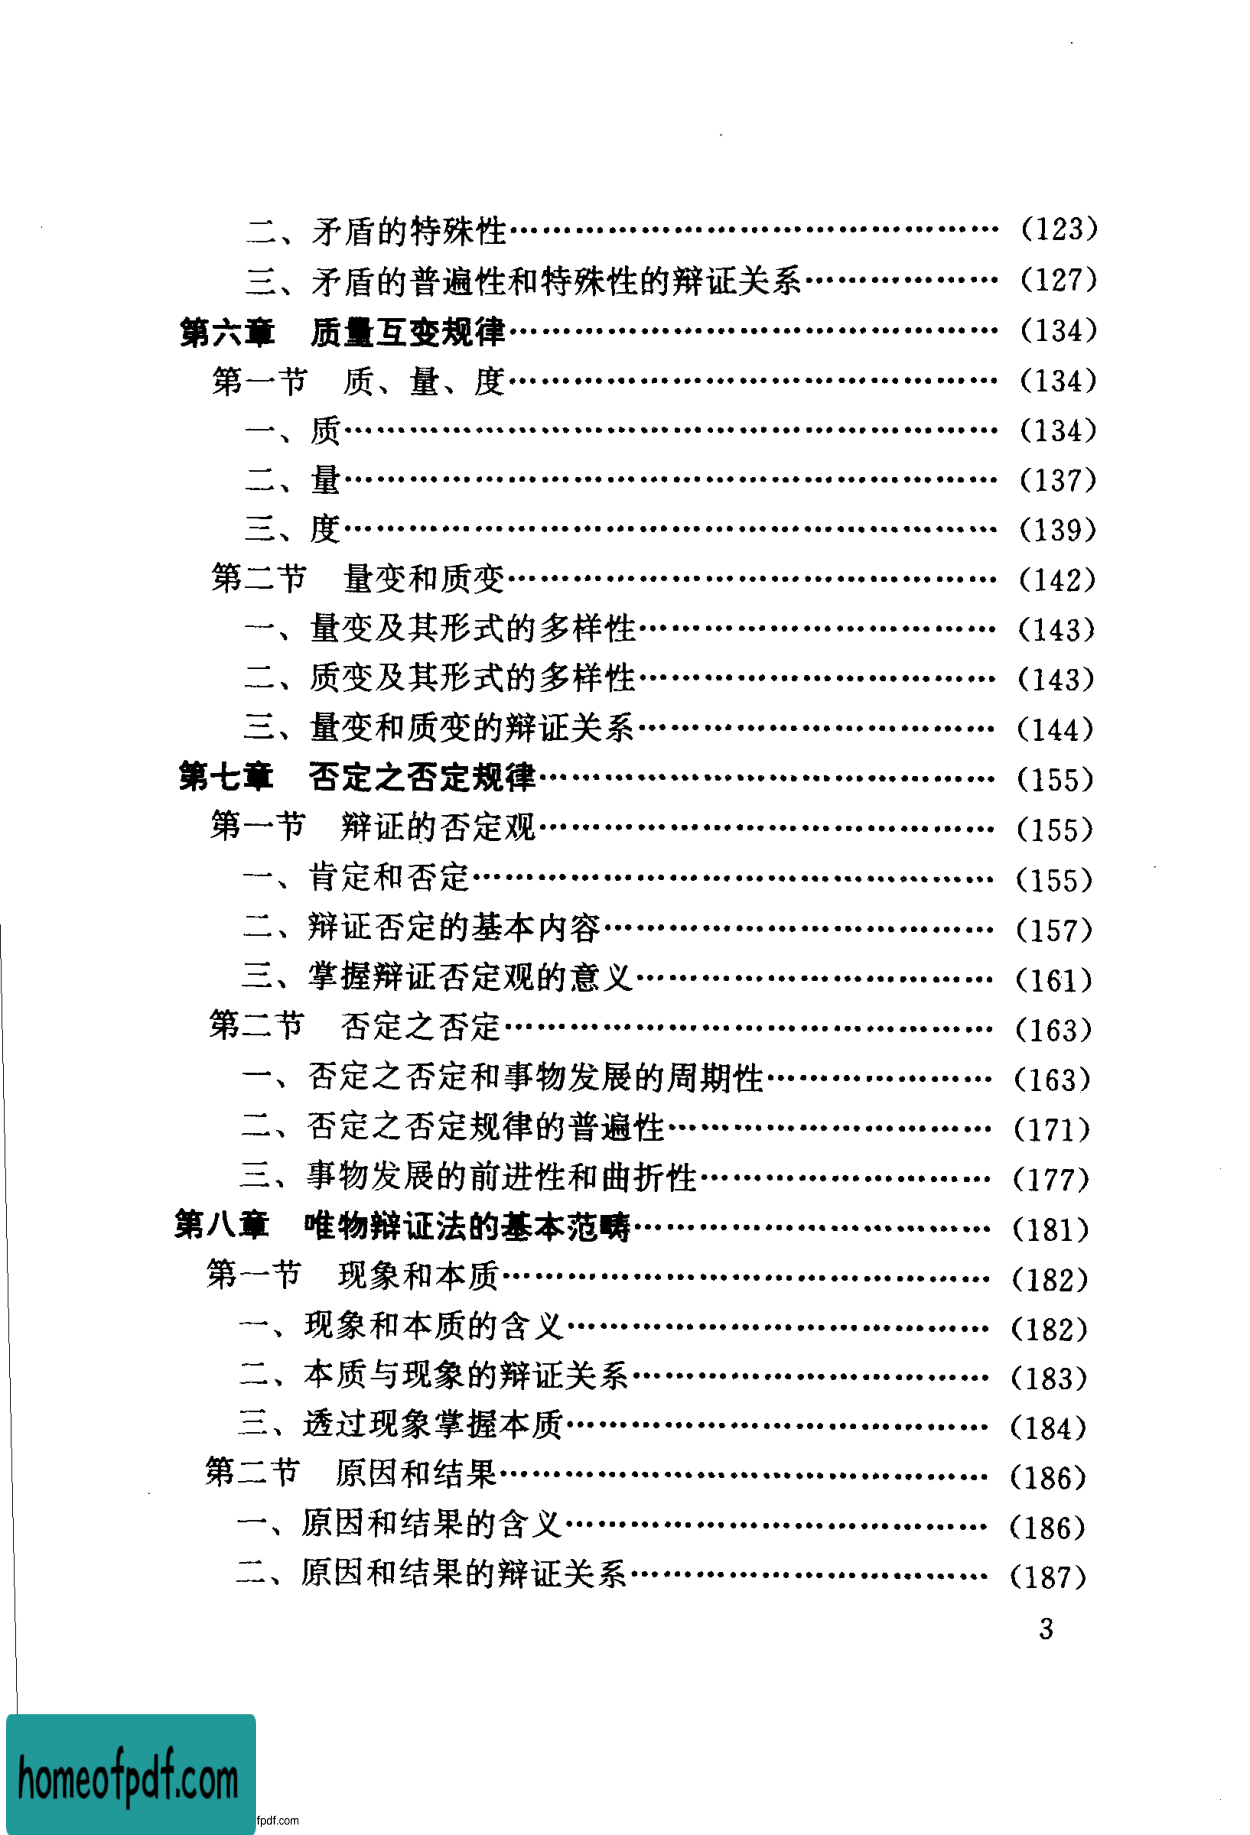 二、矛盾的特殊性……………………………………… (123)
三、矛盾的普遍性和特殊性的辩证关系……………… (127)
第六章　质量互变规律……………………………………… (134)
第一节　质、量、度……………………………………… (134)
一、质…………………………………………………… (134)
二、量…………………………………………………… (137)
三、度…………………………………………………… (139)
第二节　量变和质变……………………………………… (142)
一、量变及其形式的多样性…………………………… (143)
二、质变及其形式的多样性…………………………… (143)
三、量变和质变的辩证关系…………………………… (144)
第七章　否定之否定规律…………………………………… (155)
第一节　辩证的否定观…………………………………… (155)
一、肯定和否定………………………………………… (155)
二、辩证否定的基本内容……………………………… (157)
三、掌握辩证否定观的意义…………………………… (161)
第二节　否定之否定……………………………………… (163)
一、否定之否定和事物发展的周期性………………… (163)
二、否定之否定规律的普遍性………………………… (171)
三、事物发展的前进性和曲折性……………………… (177)
第八章　唯物辩证法的基本范畴…………………………… (181)
第一节　现象和本质……………………………………… (182)
一、现象和本质的含义………………………………… (182)
二、本质与现象的辩证关系…………………………… (183)
三、透过现象掌握本质………………………………… (184)
第二节　原因和结果……………………………………… (186)
一、原因和结果的含义………………………………… (186)
二、原因和结果的辩证关系…………………………… (187)
3
homeofpdf.com
fpdf.com